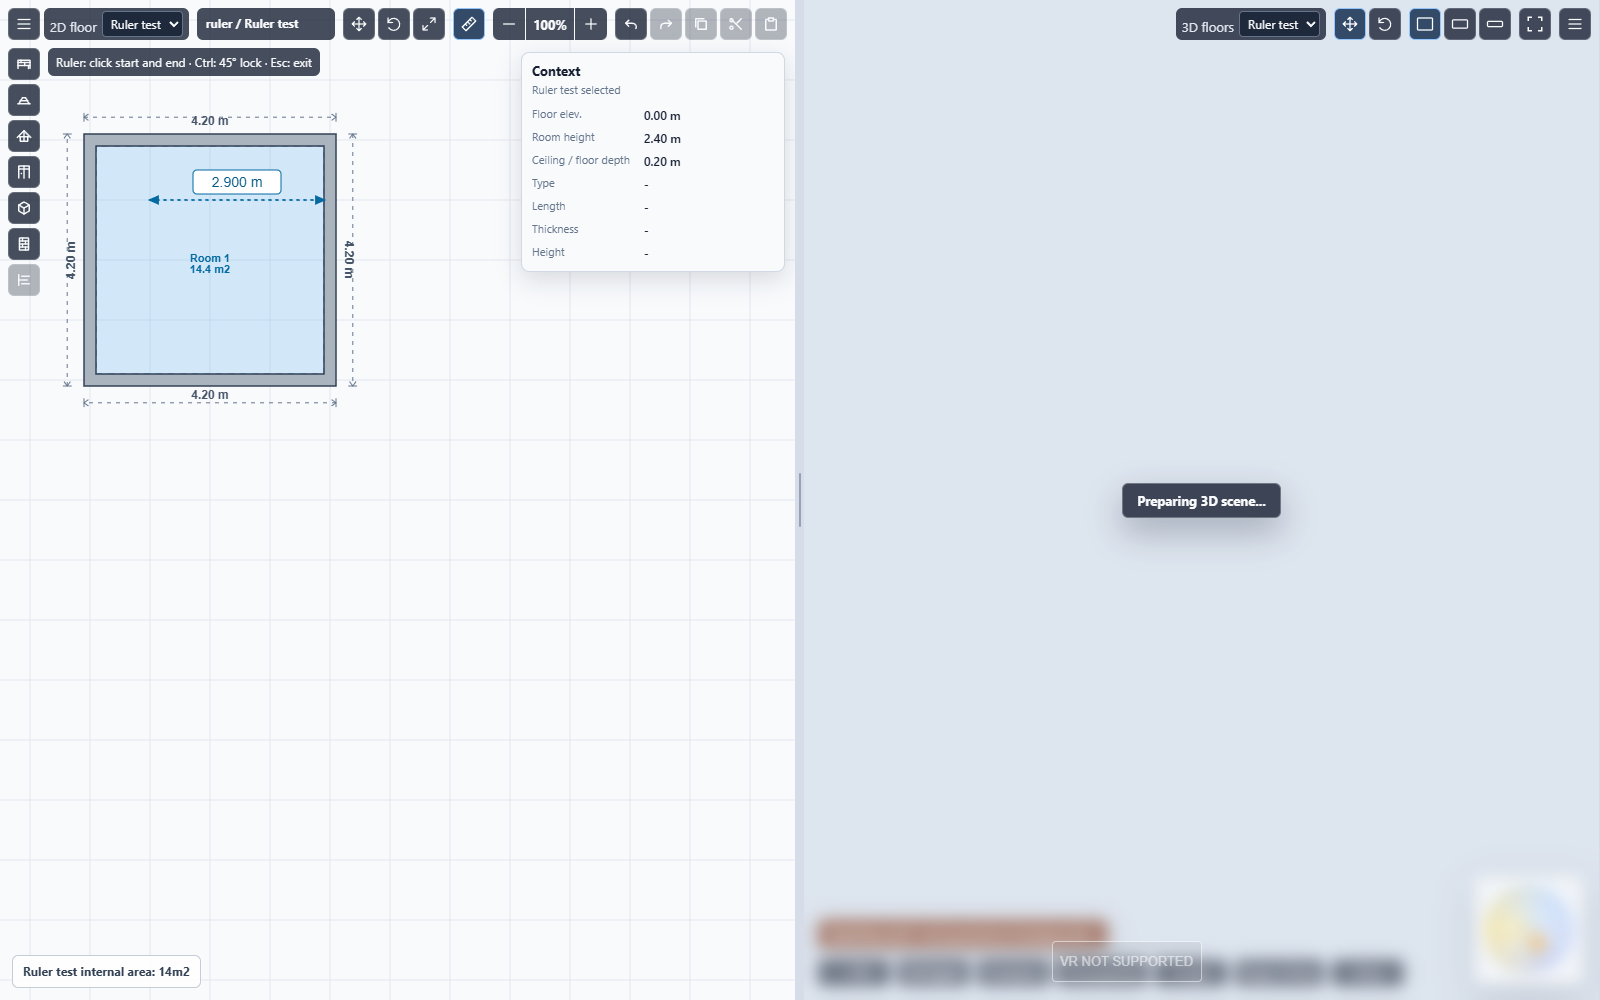 2D floor
Ruler test
ruler / Ruler test
100%
3D floors
Ruler test
Ruler: click start and end · Ctrl: 45° lock · Esc: exit
Context
Ruler test selected
Floor elev.
0.00 m
Room height
2.40 m
Ceiling / floor depth
0.20 m
Type
-
Length
-
Thickness
-
Height
-
4.20 m
2.900 m
4.20 m
4.20 m
Room 1
14.4 m2
4.20 m
Preparing 3D scene...
VR NOT SUPPORTED
Ruler test internal area: 14m2